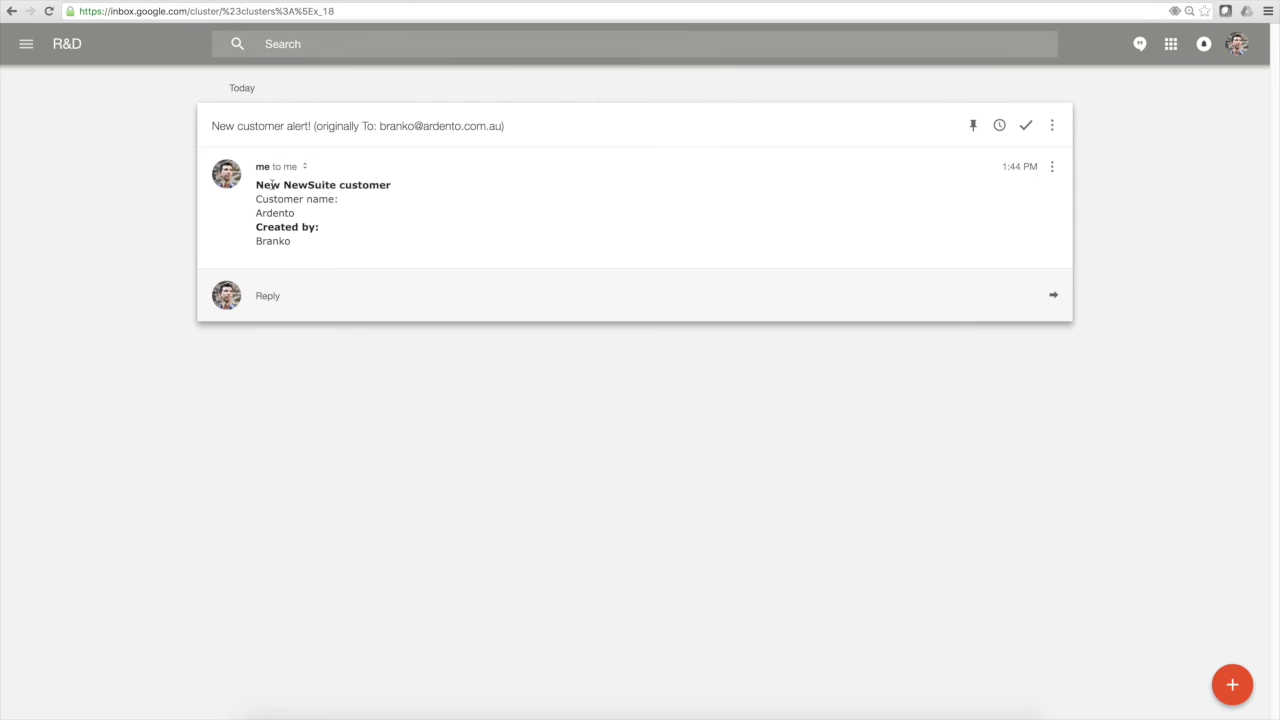 https://inbox.google.com/cluster/%23clusters%3A%5Ex_18
R&D
Search
Today
New customer alert! (originally To: branko@ardento.com.au)
me to me
1:44 PM
New NewSuite customer
Customer name:
Ardento
Created by:
Branko
Reply